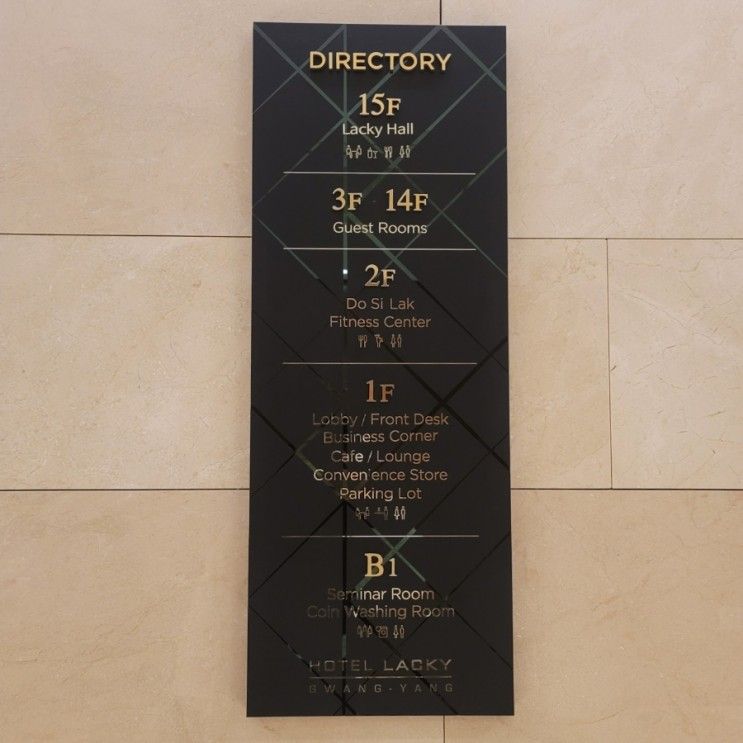 DIRECTORY
15F
Lacky Hall
3F 14F
Guest Rooms
2F
Do Si Lak
Fitness Center
1F
Lobby / Front Desk
Business Corner
Cafe / Lounge
Convenience Store
Parking Lot
B1
Seminar Room
Coin Washing Room
HOTEL LACKY
GWANG-YANG